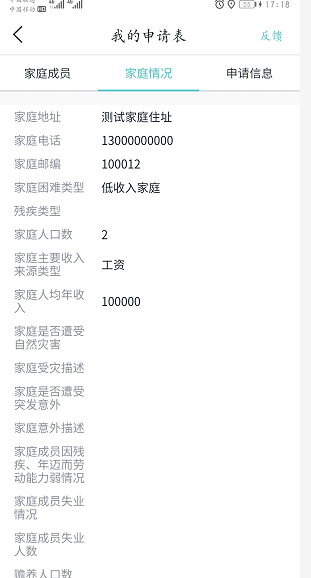 中国移动 HD 4G 4G 55 17:18
我的申请表 反馈
家庭成员 家庭情况 申请信息
家庭地址 测试家庭住址
家庭电话 13000000000
家庭邮编 100012
家庭困难类型 低收入家庭
残疾类型
家庭人口数 2
家庭主要收入
来源类型 工资
家庭人均年收
入 100000
家庭是否遭受
自然灾害
家庭受灾描述
家庭是否遭受
突发意外
家庭意外描述
家庭成员因残
疾、年迈而劳
动能力弱情况
家庭成员失业
情况
家庭成员失业
人数
赡养人口数